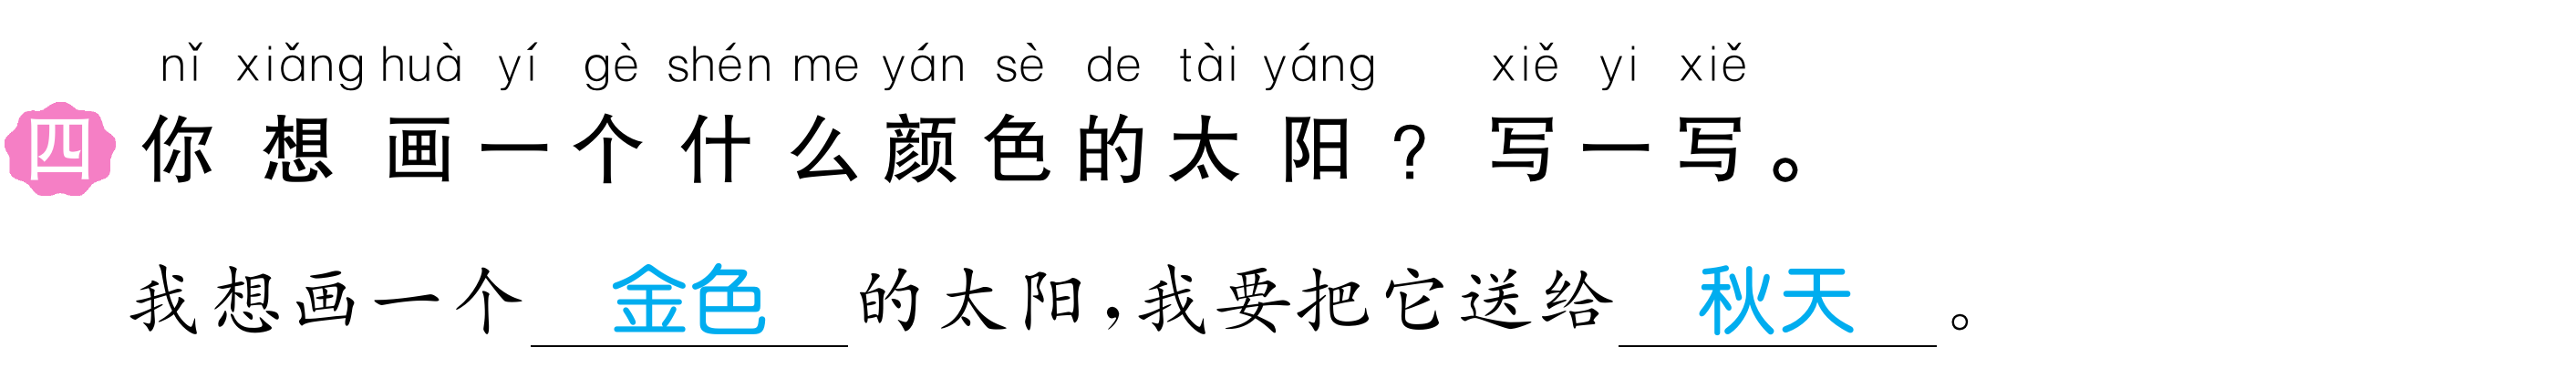 nǐ xiǎng huà yí gè shén me yán sè de tài yáng xiě yi xiě
四 你想画一个什么颜色的太阳？写一写。
我想画一个金色的太阳，我要把它送给秋天。